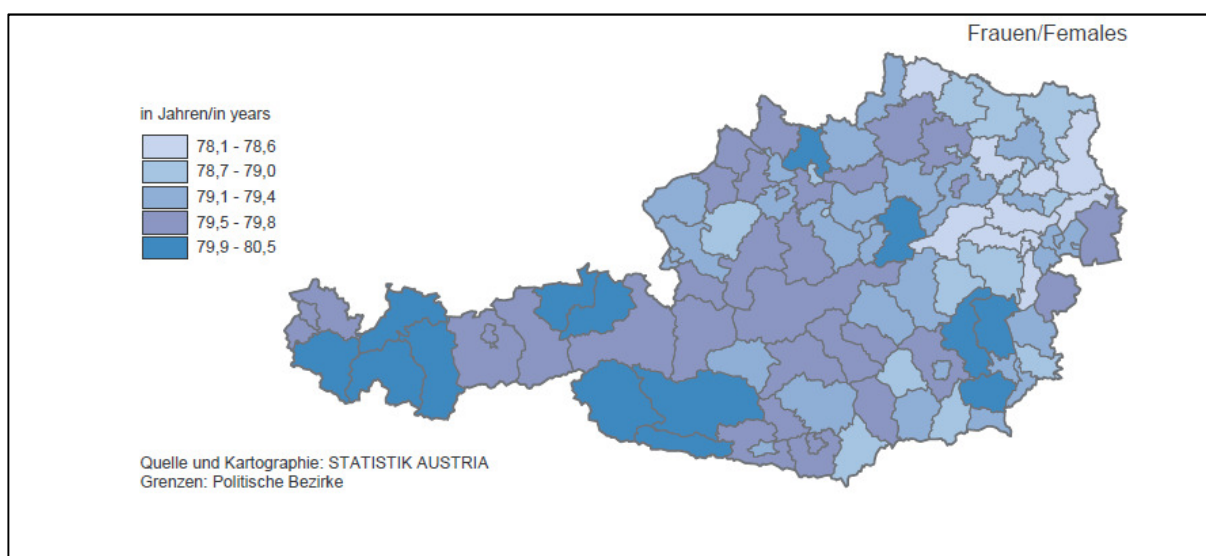 Frauen/Females
in Jahren/in years
78,1 - 78,6
78,7 - 79,0
79,1 - 79,4
79,5 - 79,8
79,9 - 80,5
Quelle und Kartographie: STATISTIK AUSTRIA
Grenzen: Politische Bezirke